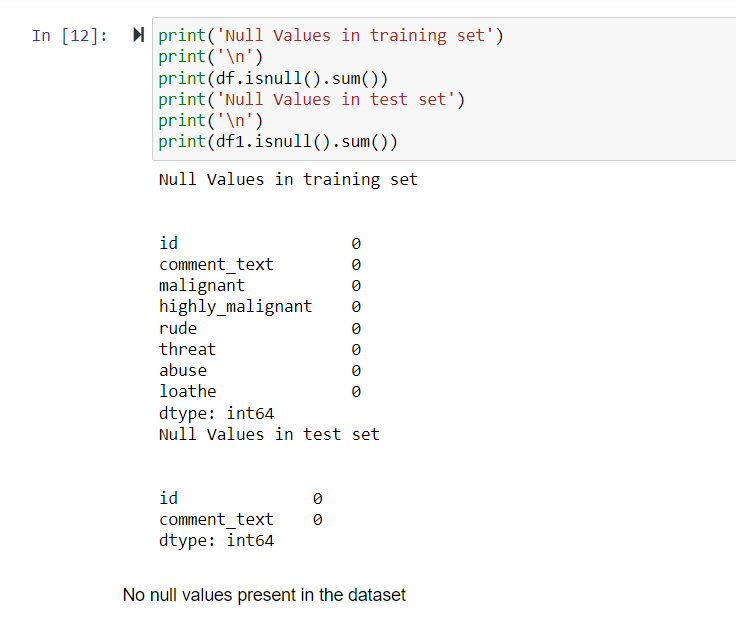 In [12]:
print('Null Values in training set')
print('\n')
print(df.isnull().sum())
print('Null Values in test set')
print('\n')
print(df1.isnull().sum())
Null Values in training set
id 0
comment_text 0
malignant 0
highly_malignant 0
rude 0
threat 0
abuse 0
loathe 0
dtype: int64
Null Values in test set
id 0
comment_text 0
dtype: int64
No null values present in the dataset